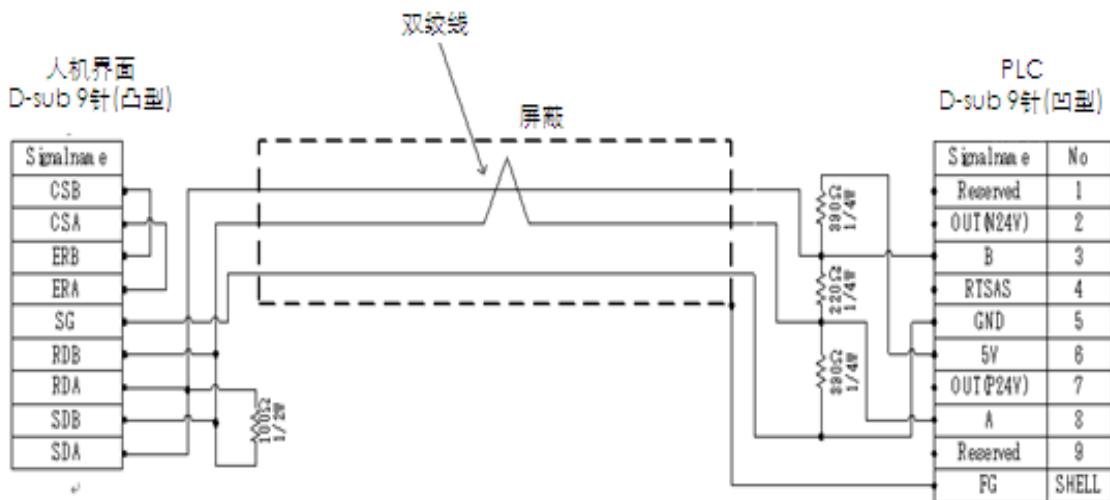 双绞线
人机界面
D-sub 9针(凸型)
PLC
D-sub 9针(凹型)
屏蔽
Signalname
CSB
CSA
ERB
ERA
SG
RDB
RDA
SDB
SDA
100Ω
1/2W
390Ω
1/4W
220Ω
1/4W
390Ω
1/4W
Signalname No
Reserved 1
OUT(N24V) 2
B 3
RTSAS 4
GND 5
5V 6
OUT(P24V) 7
A 8
Reserved 9
FG SHELL